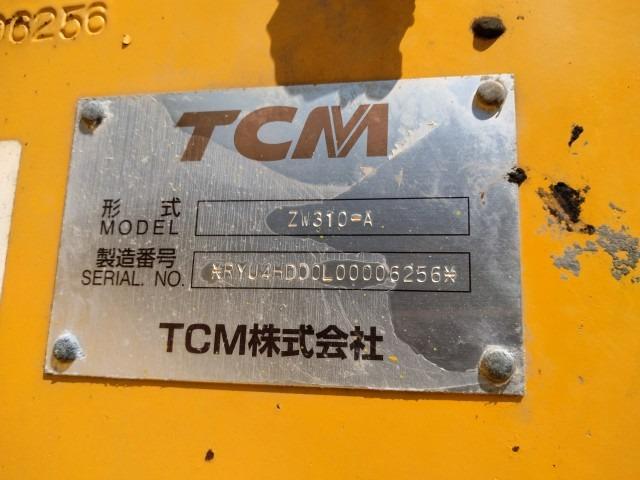 06256
TCM
形式
MODEL
ZW310-A
製造番号
SERIAL. NO.
*RYU4HD00L00006256*
TCM株式会社